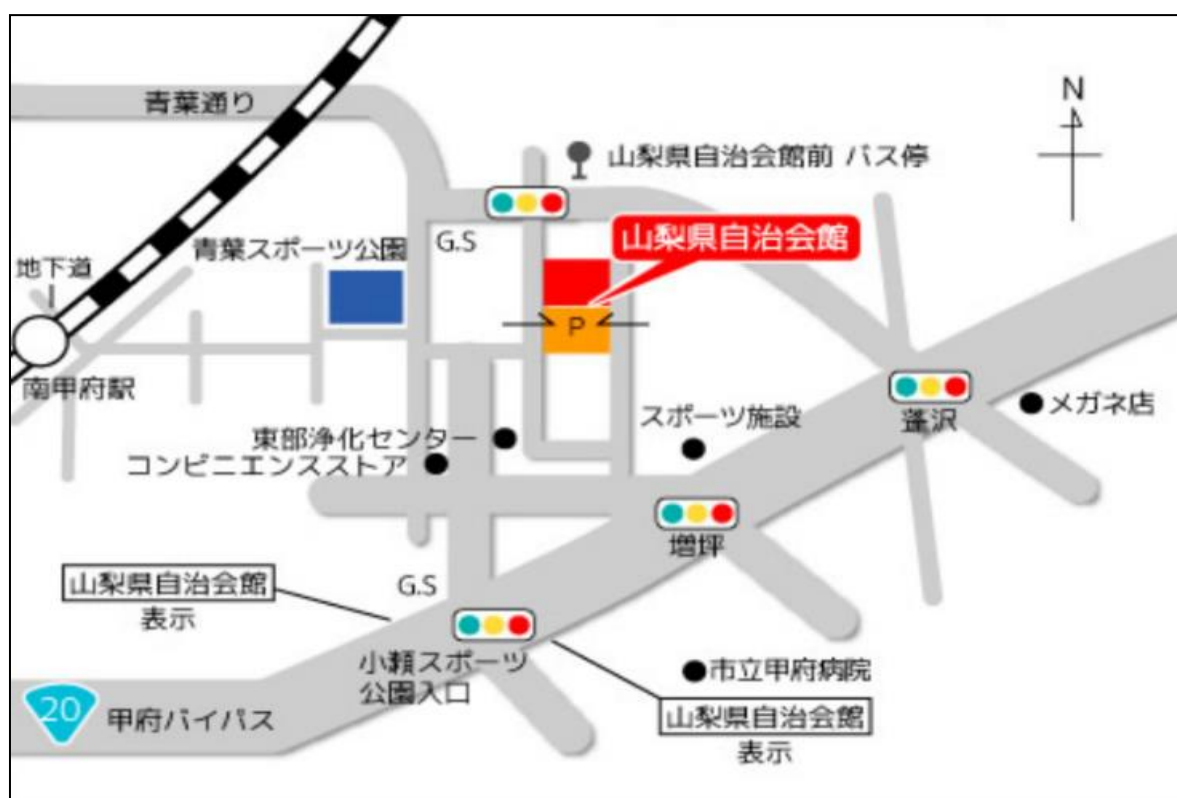 青葉通り
N
山梨県自治会館前 バス停
G.S
山梨県自治会館
青葉スポーツ公園
地下道
P
南甲府駅
スポーツ施設
蓬沢
メガネ店
東部浄化センター
コンビニエンスストア
増坪
山梨県自治会館
表示
G.S
小瀬スポーツ
公園入口
市立甲府病院
20
甲府バイパス
山梨県自治会館
表示